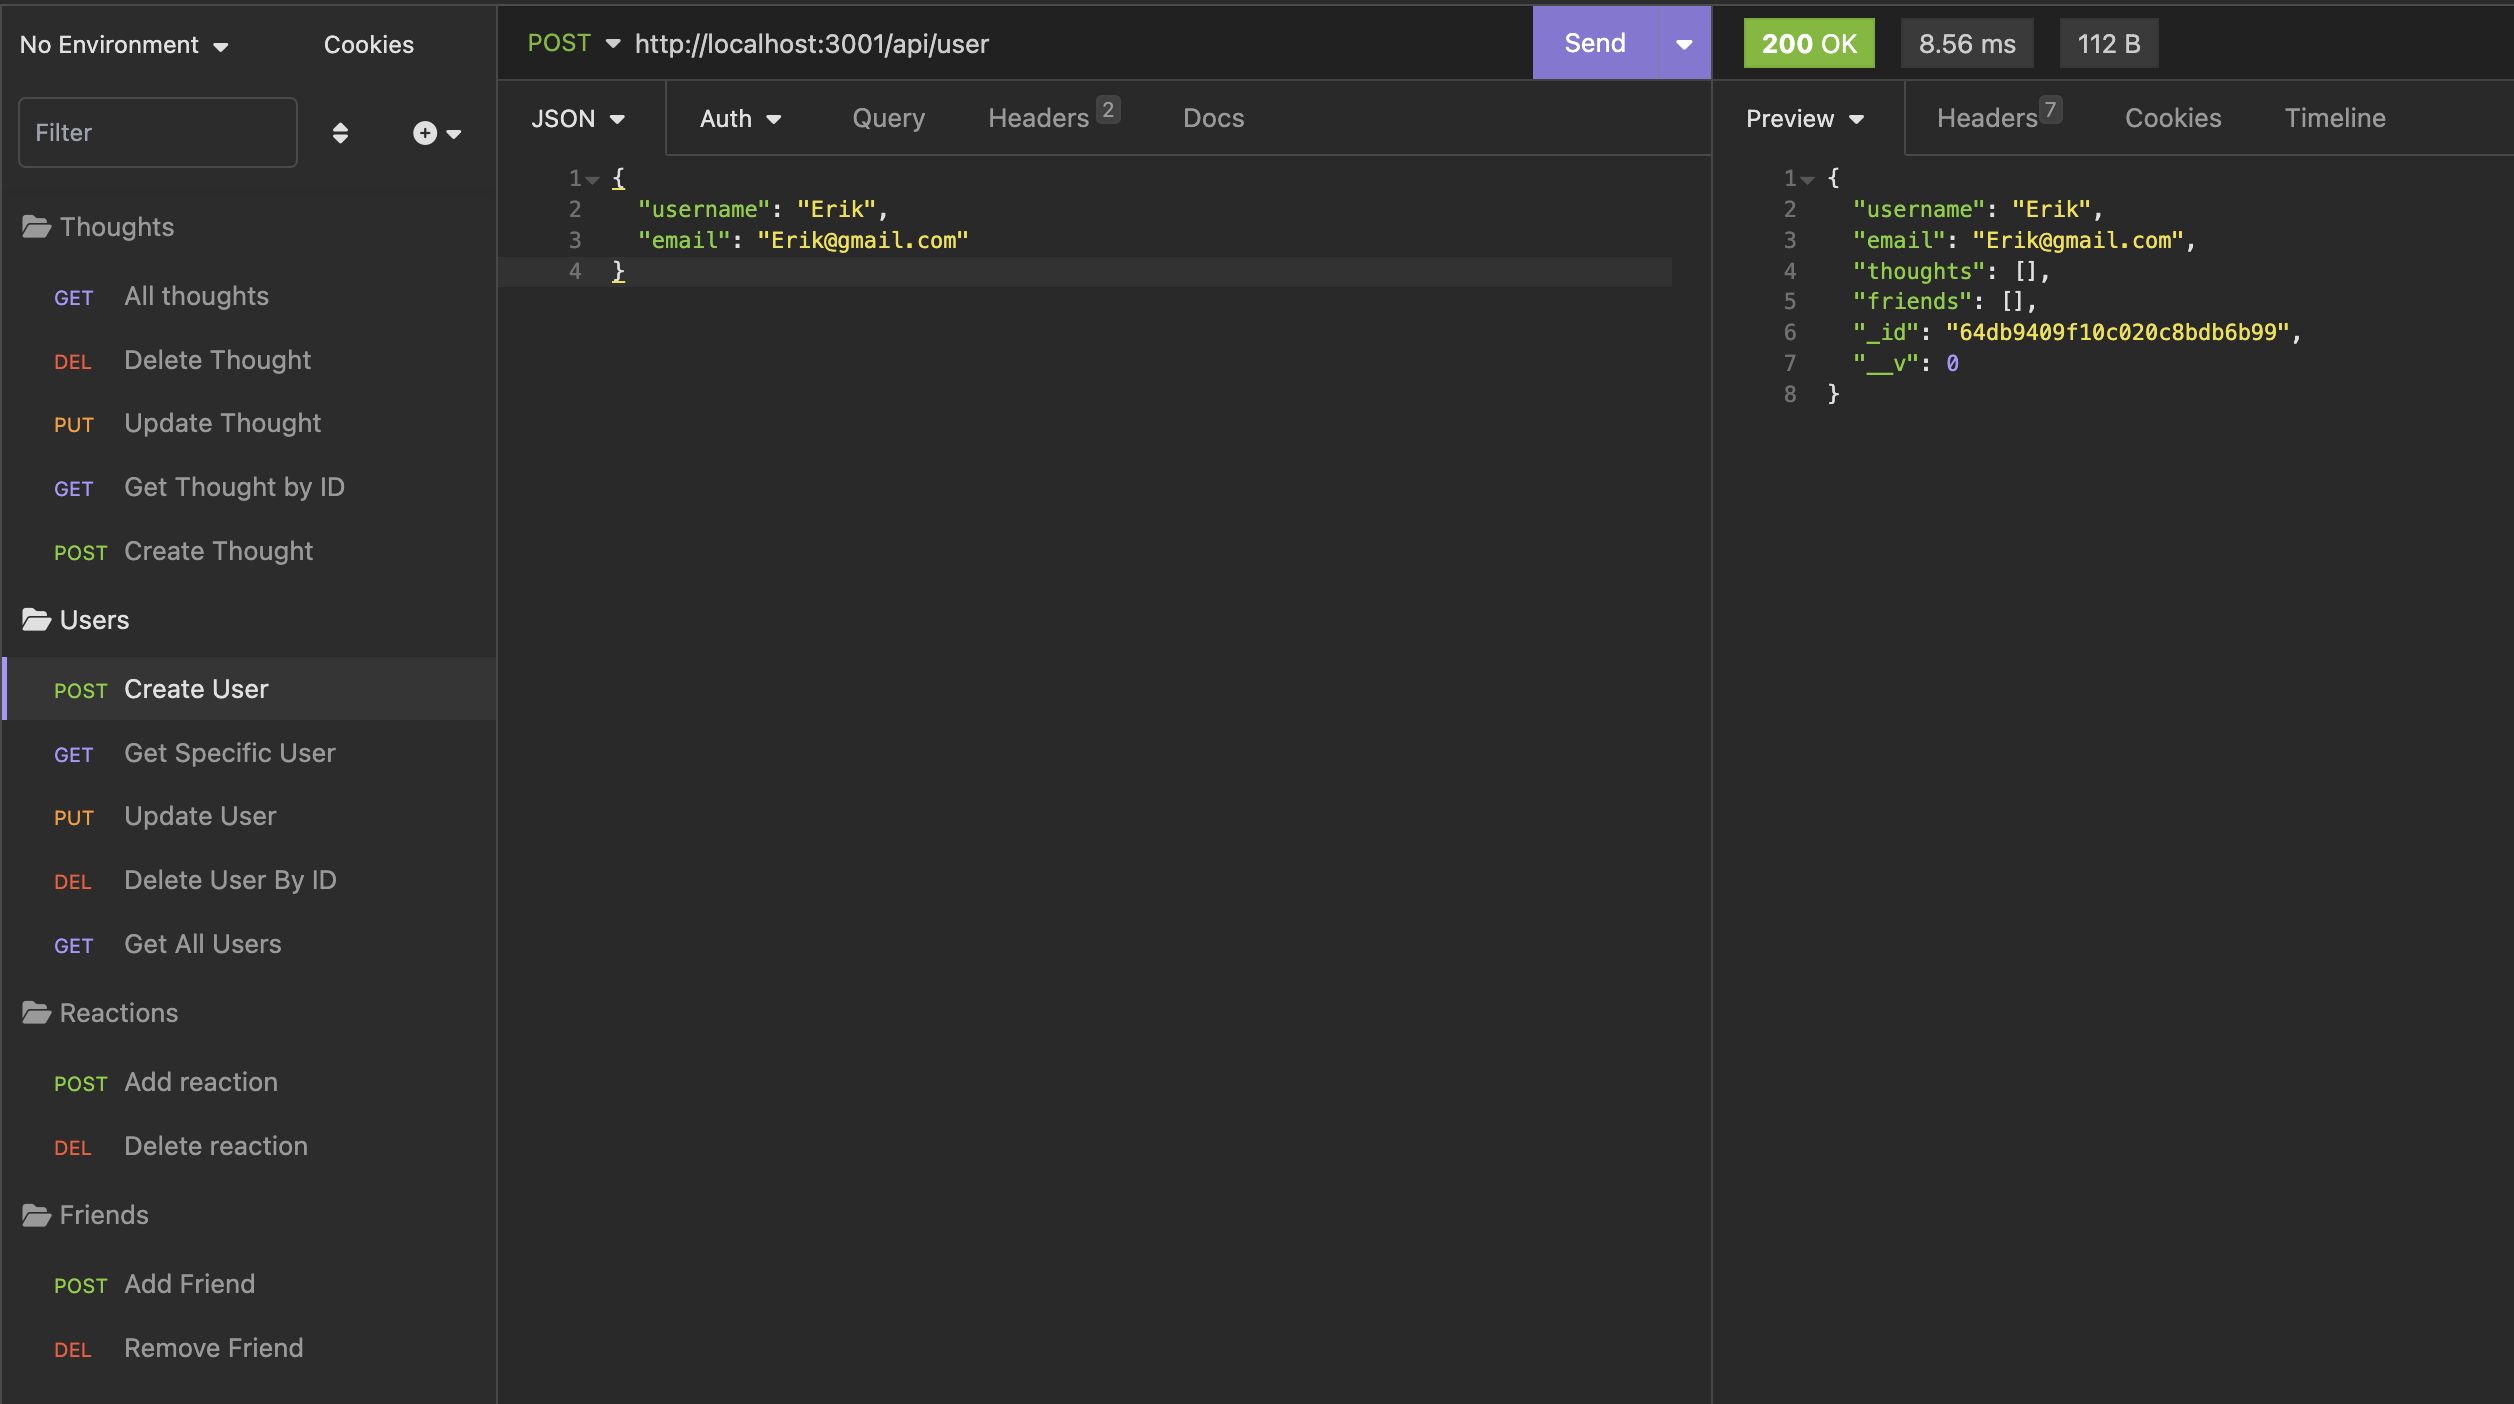 No Environment Cookies
Filter
Thoughts
GET All thoughts
DEL Delete Thought
PUT Update Thought
GET Get Thought by ID
POST Create Thought
Users
POST Create User
GET Get Specific User
PUT Update User
DEL Delete User By ID
GET Get All Users
Reactions
POST Add reaction
DEL Delete reaction
Friends
POST Add Friend
DEL Remove Friend
POST http://localhost:3001/api/user Send
JSON Auth Query Headers 2 Docs
1 {
2 "username": "Erik",
3 "email": "Erik@gmail.com"
4 }
200 OK 8.56 ms 112 B
Preview Headers 7 Cookies Timeline
1 {
2 "username": "Erik",
3 "email": "Erik@gmail.com",
4 "thoughts": [],
5 "friends": [],
6 "_id": "64db9409f10c020c8bdb6b99",
7 "__v": 0
8 }